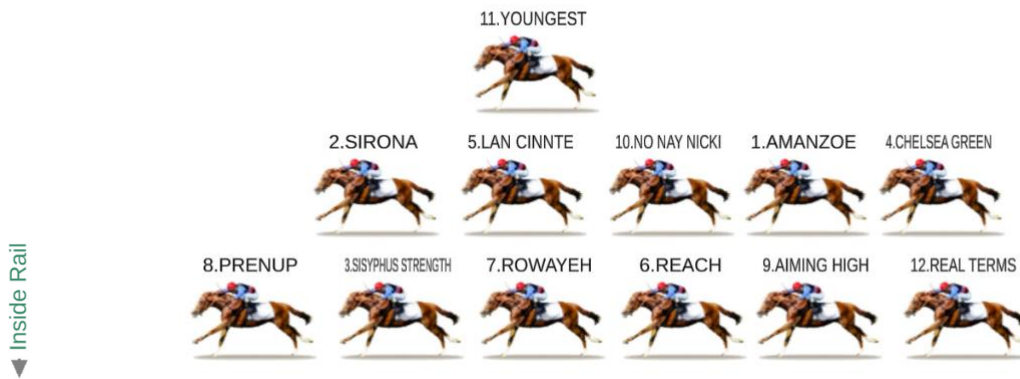 11.YOUNGEST
2.SIRONA 5.LAN CINNTE 10.NO NAY NICKI 1.AMANZOE 4.CHELSEA GREEN
8.PRENUP 3.SISYPHUS STRENGTH 7.ROWAYEH 6.REACH 9.AIMING HIGH 12.REAL TERMS
◀ Inside Rail